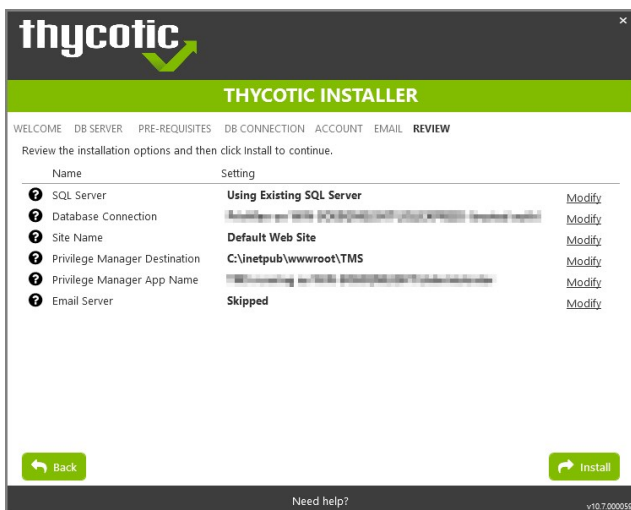 thycotic
×
THYCOTIC INSTALLER
WELCOME DB SERVER PRE-REQUISITES DB CONNECTION ACCOUNT EMAIL REVIEW
Review the installation options and then click Install to continue.
Name Setting
? SQL Server Using Existing SQL Server Modify
? Database Connection Modify
? Site Name Default Web Site Modify
? Privilege Manager Destination C:\inetpub\wwwroot\TMS Modify
? Privilege Manager App Name Modify
? Email Server Skipped Modify
Back Install
Need help?
v10.7.000059